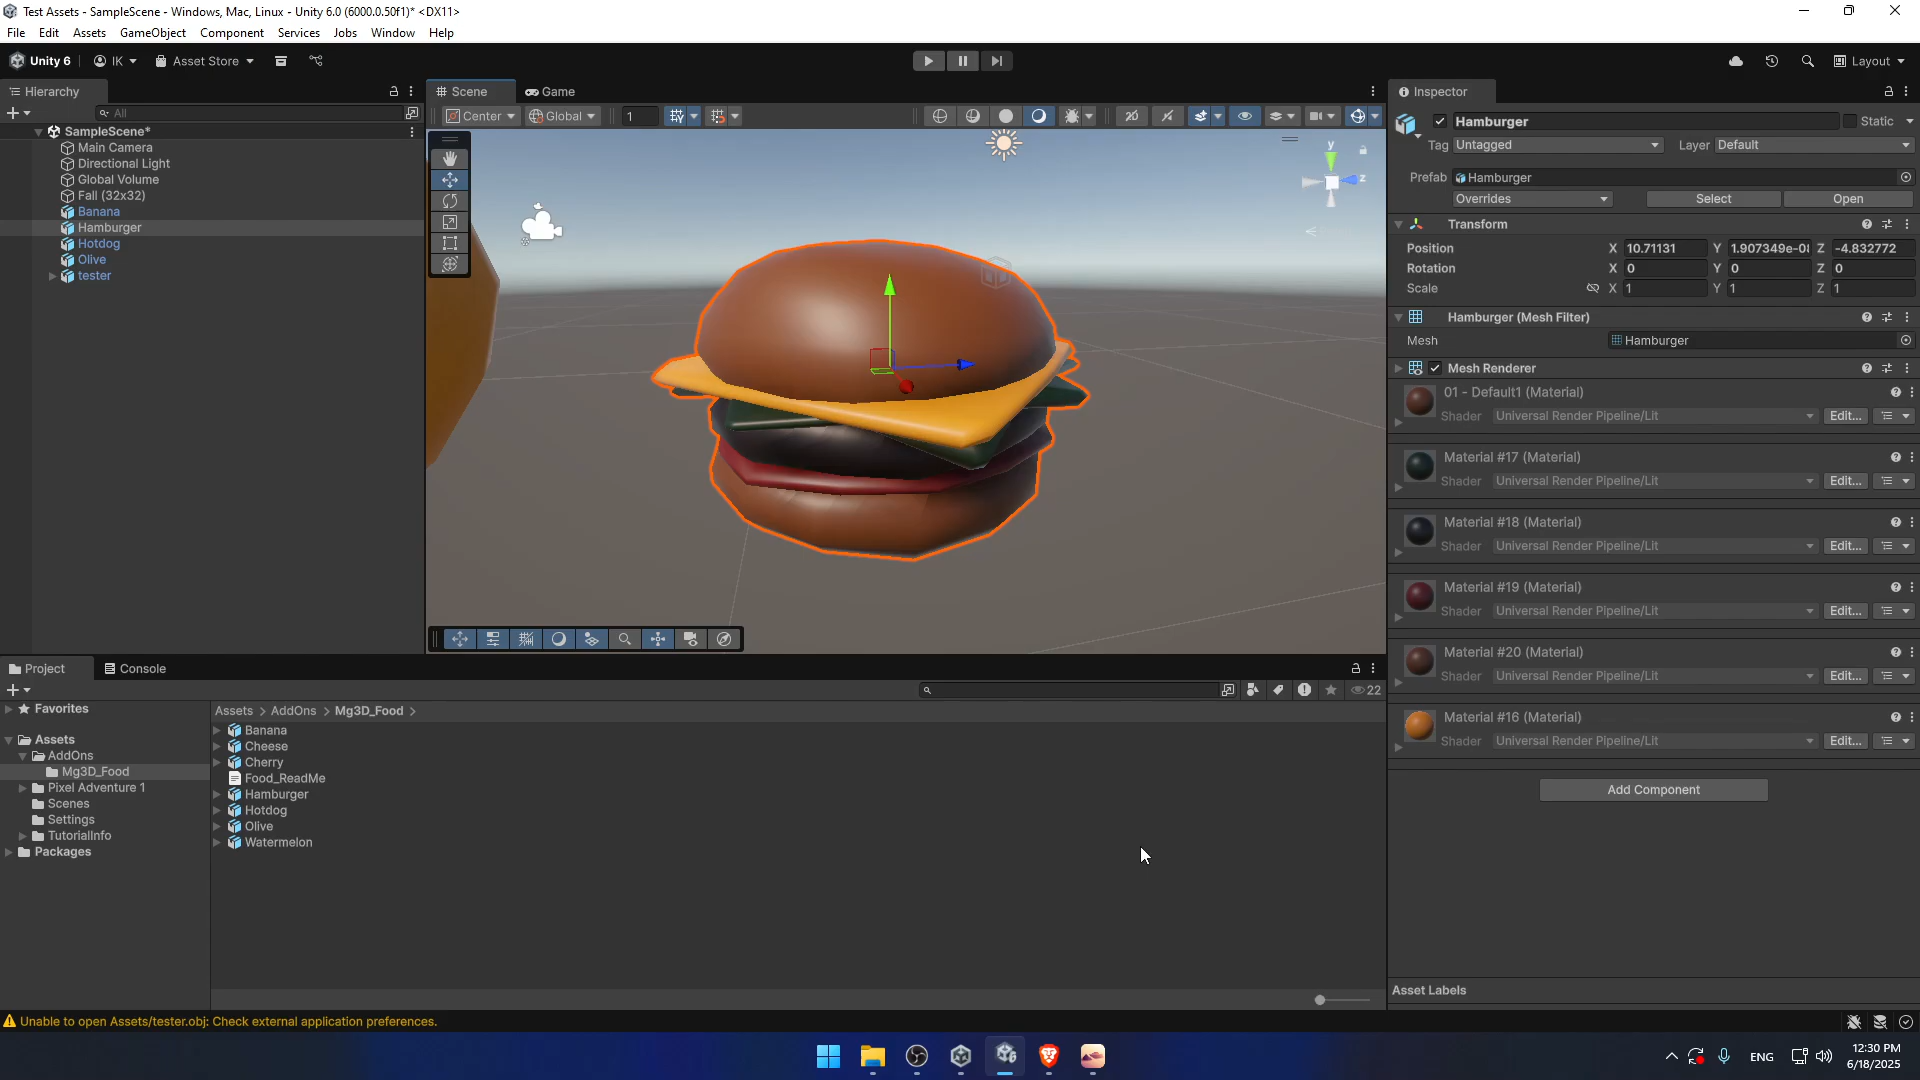 Test Assets - SampleScene - Windows, Mac, Linux - Unity 6.0 (6000.0.50f1)* <DX11>
File Edit Assets GameObject Component Services Jobs Window Help
Unity 6 IK Asset Store Layout
Hierarchy
All
SampleScene*
Main Camera
Directional Light
Global Volume
Fall (32x32)
Banana
Hamburger
Hotdog
Olive
tester
Scene Game
Center Global 1 2D
y
z
Inspector
Hamburger Static
Tag Untagged Layer Default
Prefab Hamburger
Overrides Select Open
Transform
Position X 10.71131 Y 1.907349e-0 Z -4.832772
Rotation X 0 Y 0 Z 0
Scale X 1 Y 1 Z 1
Hamburger (Mesh Filter)
Mesh Hamburger
Mesh Renderer
01 - Default1 (Material)
Shader Universal Render Pipeline/Lit Edit...
Material #17 (Material)
Shader Universal Render Pipeline/Lit Edit...
Material #18 (Material)
Shader Universal Render Pipeline/Lit Edit...
Material #19 (Material)
Shader Universal Render Pipeline/Lit Edit...
Material #20 (Material)
Shader Universal Render Pipeline/Lit Edit...
Material #16 (Material)
Shader Universal Render Pipeline/Lit Edit...
Add Component
Asset Labels
Project Console
22
Favorites
Assets
AddOns
Mg3D_Food
Pixel Adventure 1
Scenes
Settings
TutorialInfo
Packages
Assets > AddOns > Mg3D_Food >
Banana
Cheese
Cherry
Food_ReadMe
Hamburger
Hotdog
Olive
Watermelon
Unable to open Assets/tester.obj: Check external application preferences.
ENG
12:30 PM
6/18/2025